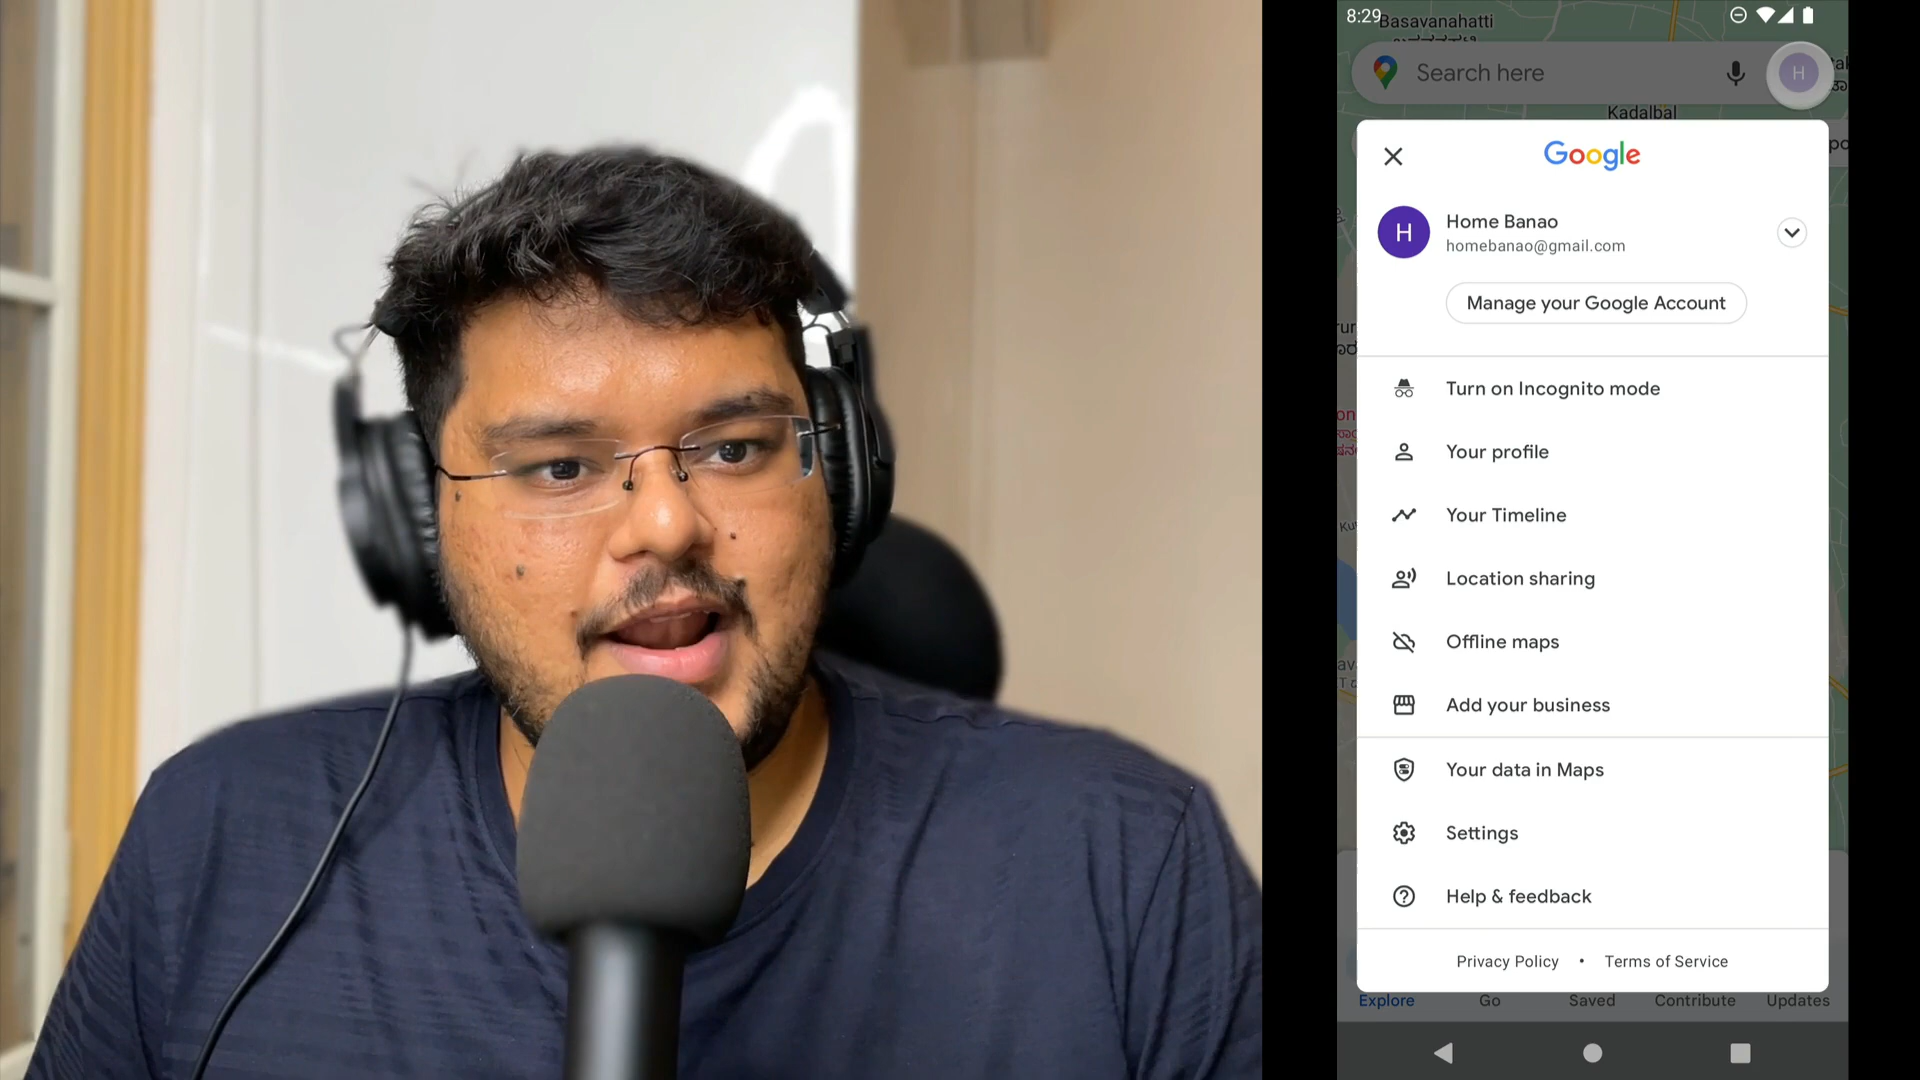 8:29
Basavanahatti
Search here
H
Kadalbal
Google
H
Home Banao
homebanao@gmail.com
Manage your Google Account
Turn on Incognito mode
Your profile
Your Timeline
Location sharing
Offline maps
Add your business
Your data in Maps
Settings
Help & feedback
Privacy Policy • Terms of Service
Explore Go Saved Contribute Updates